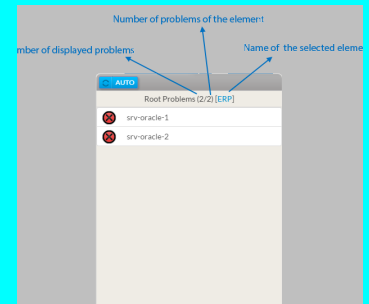 Number of problems of the element
mber of displayed problems
Name of the selected eleme
AUTO
Root Problems (2/2) [ERP]
srv-oracle-1
srv-oracle-2